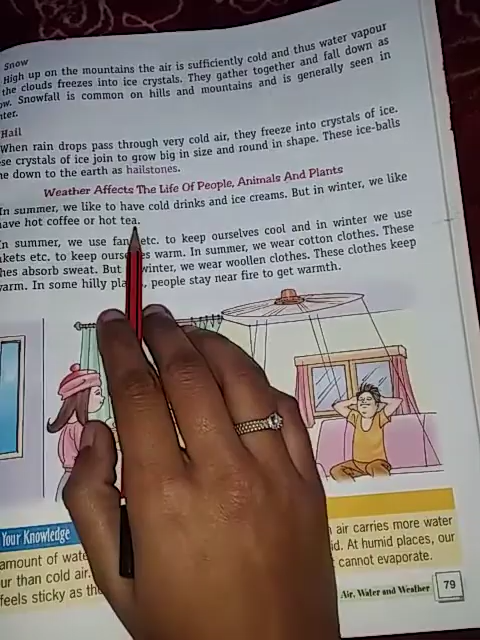 Snow
High up on the mountains the air is sufficiently cold and thus water vapour
the clouds freezes into ice crystals. They gather together and fall down as
ow. Snowfall is common on hills and mountains and is generally seen in
nter.
Hail
When rain drops pass through very cold air, they freeze into crystals of ice.
se crystals of ice join to grow big in size and round in shape. These ice-balls
ne down to the earth as hailstones.
Weather Affects The Life Of People, Animals And Plants
In summer, we like to have cold drinks and ice creams. But in winter, we like
have hot coffee or hot tea.
In summer, we use fan etc. to keep ourselves cool and in winter we use
nkets etc. to keep ourse es warm. In summer, we wear cotton clothes. These
hes absorb sweat. But winter, we wear woollen clothes. These clothes keep
arm. In some hilly pla , people stay near fire to get warmth.
Your Knowledge
amount of wate
ur than cold air.
feels sticky as th
air carries more water
id. At humid places, our
cannot evaporate.
Air, Water and Weather 79